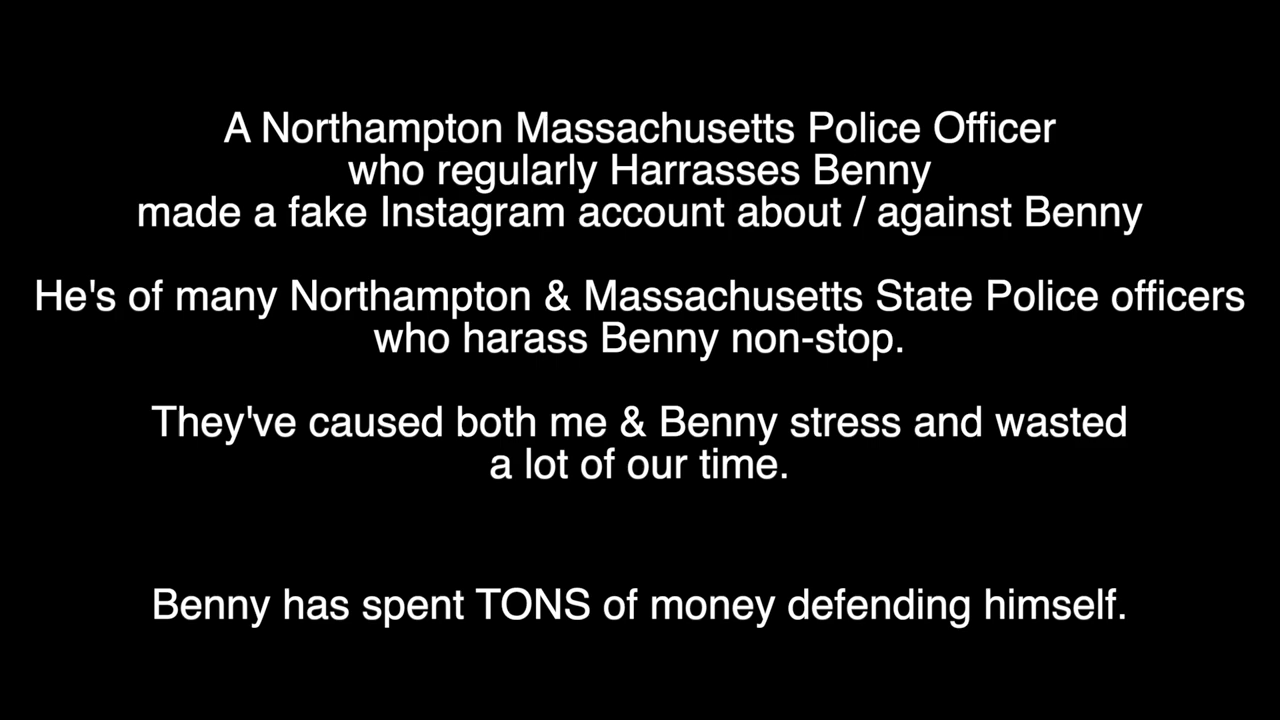 A Northampton Massachusetts Police Officer
who regularly Harrasses Benny
made a fake Instagram account about / against Benny
He's of many Northampton & Massachusetts State Police officers
who harass Benny non-stop.
They've caused both me & Benny stress and wasted
a lot of our time.
Benny has spent TONS of money defending himself.